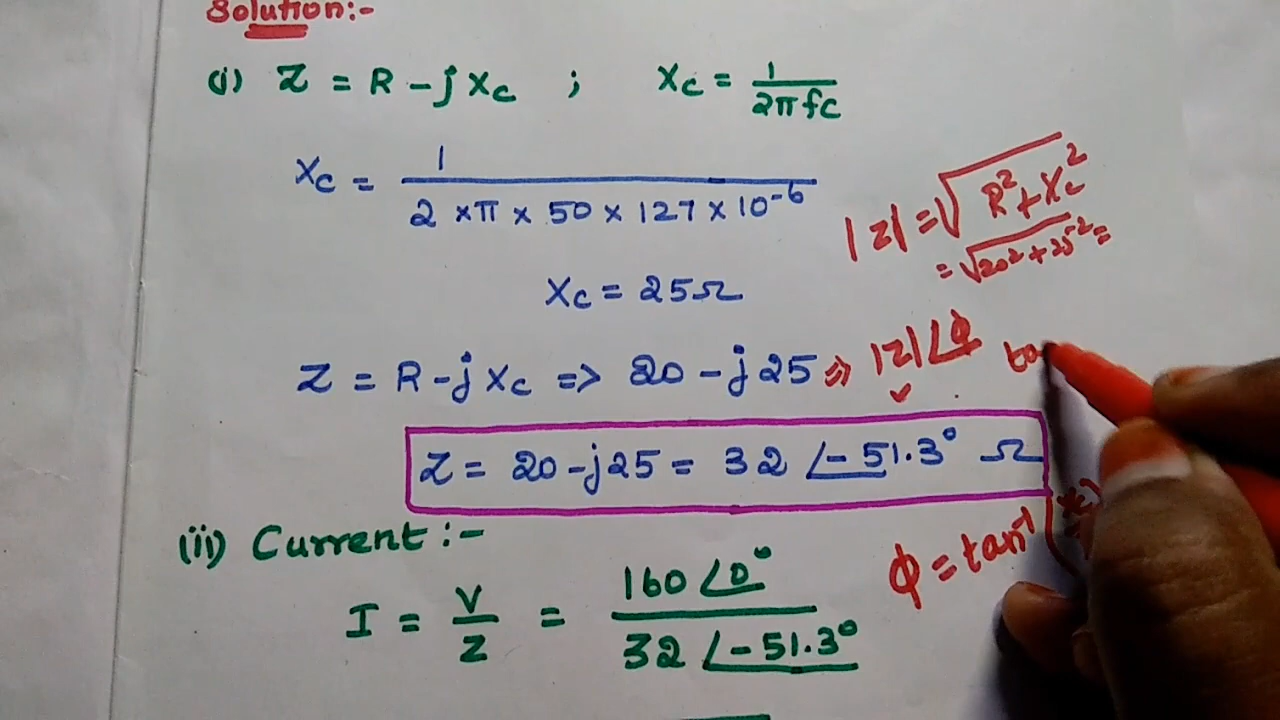 Solution:-
(i) Z = R - jXc ; Xc = 1/2πfc
Xc = 1/2 × π × 50 × 127 × 10⁻⁶
|Z| = √R² + Xc²
= √20² + 25² =
Xc = 25Ω
Z = R - jXc => 20 - j25 ⇒ |Z|∠ϕ
Z = 20 - j25 = 32 ∠-51.3° Ω
(ii) Current :-
ϕ = tan⁻¹
I = V/Z = 160∠0°/32 ∠-51.3°